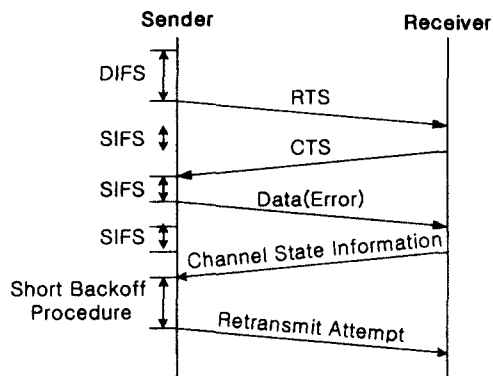 Sender
Receiver
DIFS
RTS
SIFS
CTS
SIFS
Data(Error)
SIFS
Channel State Information
Short Backoff
Procedure
Retransmit Attempt